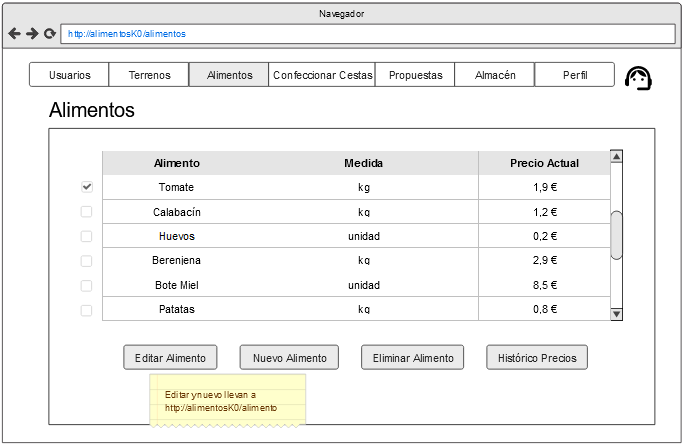 Navegador
http://alimentosK0/alimentos
Usuarios Terrenos Alimentos Confeccionar Cestas Propuestas Almacén Perfil
Alimentos
Alimento Medida Precio Actual
Tomate kg 1,9 €
Calabacín kg 1,2 €
Huevos unidad 0,2 €
Berenjena kg 2,9 €
Bote Miel unidad 8,5 €
Patatas kg 0,8 €
Editar Alimento Nuevo Alimento Eliminar Alimento Histórico Precios
Editar y nuevo llevan a
http://alimentosK0/alimento